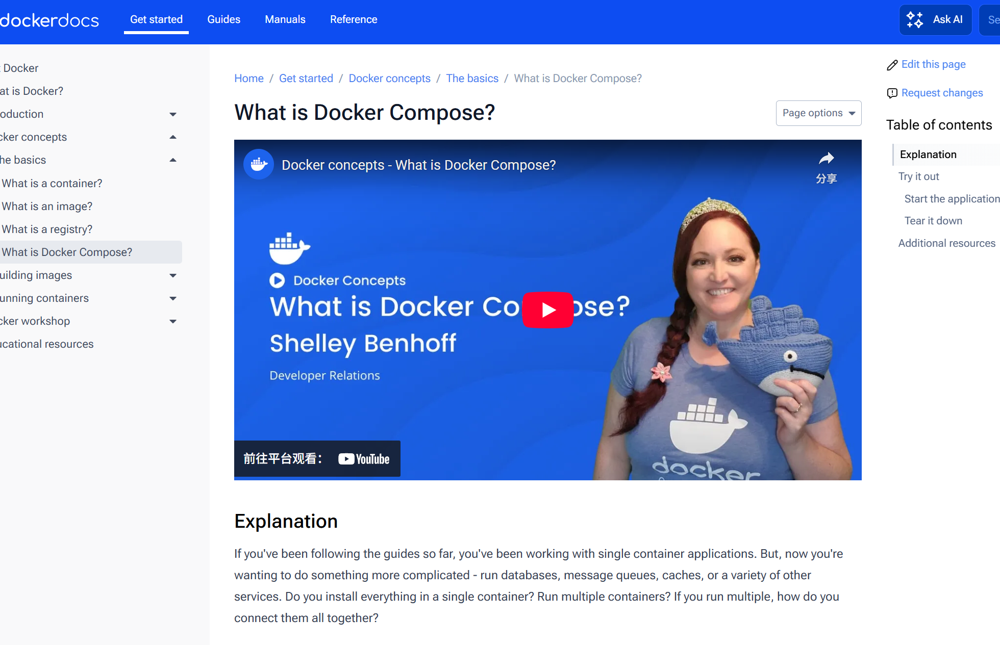 dockerdocs
Get started
Guides
Manuals
Reference
Ask AI
Docker
at is Docker?
oduction
cker concepts
he basics
What is a container?
What is an image?
What is a registry?
What is Docker Compose?
uilding images
unning containers
cker workshop
ucational resources
Home / Get started / Docker concepts / The basics / What is Docker Compose?
What is Docker Compose?
Page options
Docker concepts - What is Docker Compose?
分享
Docker Concepts
What is Docker Co ose?
Shelley Benhoff
Developer Relations
docker
前往平台观看： YouTube
Explanation
If you've been following the guides so far, you've been working with single container applications. But, now you're
wanting to do something more complicated - run databases, message queues, caches, or a variety of other
services. Do you install everything in a single container? Run multiple containers? If you run multiple, how do you
connect them all together?
Edit this page
Request changes
Table of contents
Explanation
Try it out
Start the application
Tear it down
Additional resources